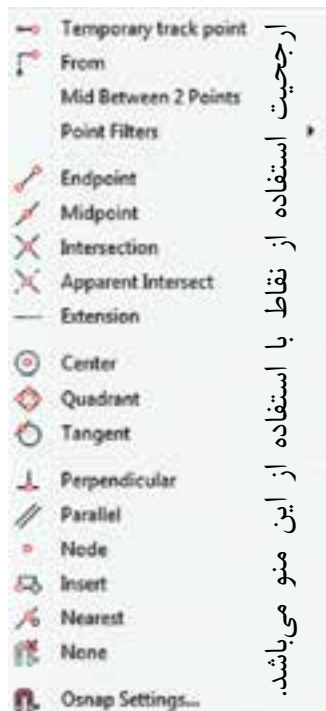 Temporary track point
From
Mid Between 2 Points
Point Filters
Endpoint
Midpoint
Intersection
Apparent Intersect
Extension
Center
Quadrant
Tangent
Perpendicular
Parallel
Node
Insert
Nearest
None
Osnap Settings...
ارجحیت استفاده از نقاط با استفاده از این منو می‌باشد.